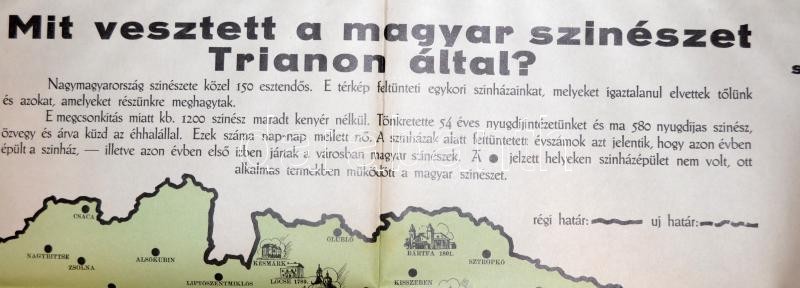 Mit vesztett a magyar szinészet
Trianon által?
Nagymagyarország szinészete közel 150 esztendős. E térkép feltünteti egykori szinházainkat, melyeket igaztalanul elvettek tőlünk
és azokat, amelyeket részünkre meghagytak.
E megcsonkitás miatt kb. 1200 szinész maradt kenyér nélkül. Tönkretette 54 éves nyugdijintézetünket és ma 580 nyugdijas szinész,
özvegy és árva küzd az éhhalállal. Ezek száma nap-nap mellett nő. A szinházak alatt feltüntetett évszámok azt jelentik, hogy azon évben
épült a szinház, — illetve azon évben első izben jártak a városban magyar szinészek. A ● jelzett helyeken szinházépület nem volt, ott
alkalmas termekben müködött a magyar szinészet.
régi határ: uj határ:
CSACA
NAGYBITTSE
ZSOLNA
ALSÓKUBIN
LIPTÓSZENTMIKLÓS
KÉSMÁRK
LŐCSE 1780.
OLUBLÓ
BÁRTFA 1801.
KISSZEBEN
SZTROPKÓ